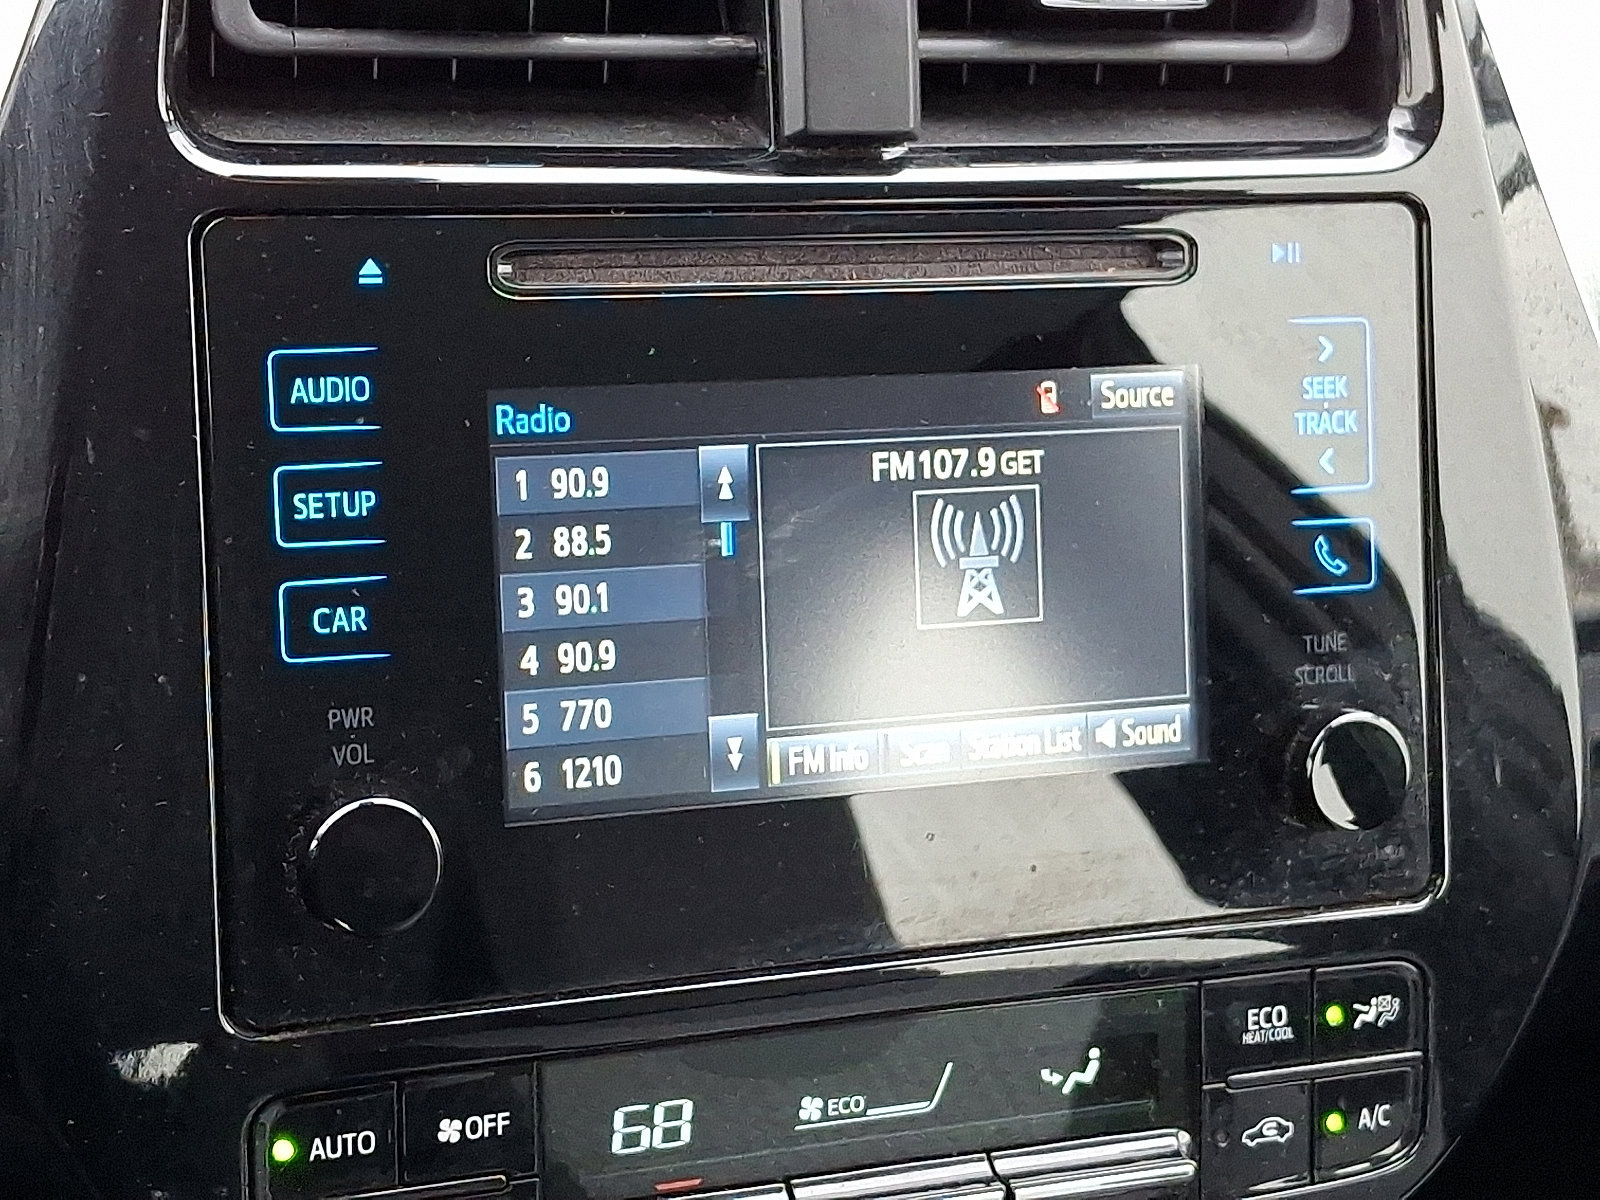 AUDIO
SETUP
CAR
PWR
VOL
Radio
Source
1 90.9
2 88.5
3 90.1
4 90.9
5 770
6 1210
FM 107.9 GET
FM Info
Scan
Station List
Sound
SEEK
TRACK
TUNE
SCROLL
AUTO
OFF
68
ECO
ECO
HEAT/COOL
A/C